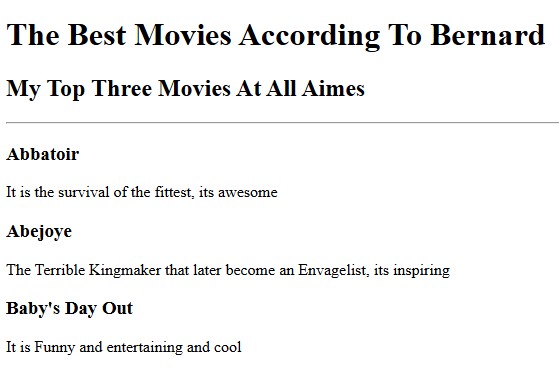 The Best Movies According To Bernard
My Top Three Movies At All Aimes
Abbatoir
It is the survival of the fittest, its awesome
Abejoye
The Terrible Kingmaker that later become an Envagelist, its inspiring
Baby's Day Out
It is Funny and entertaining and cool